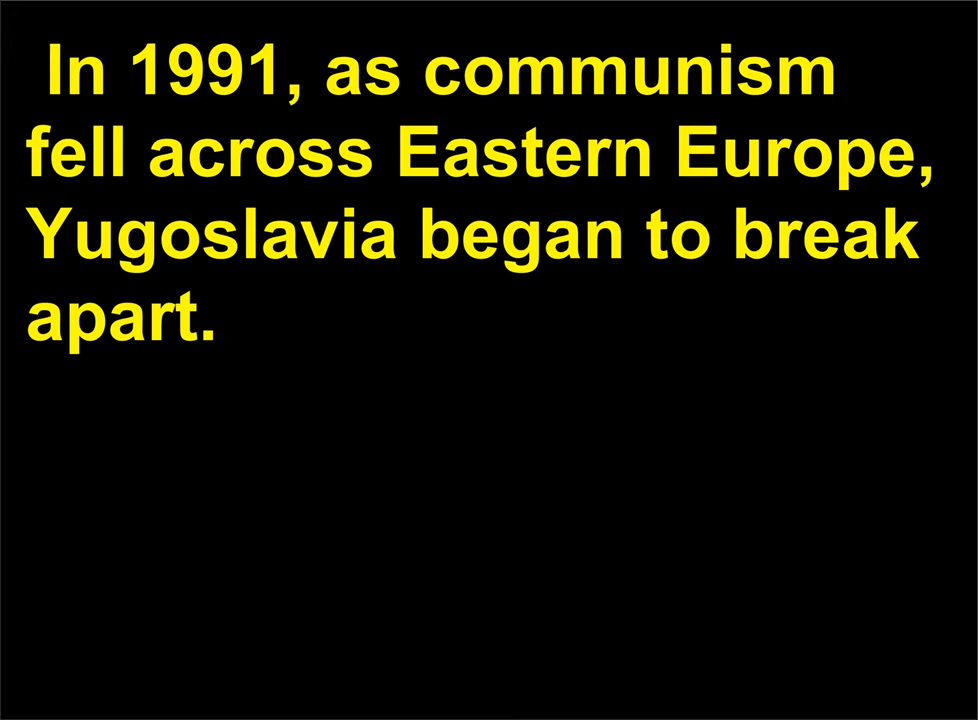 In 1991, as communism
fell across Eastern Europe,
Yugoslavia began to break
apart.